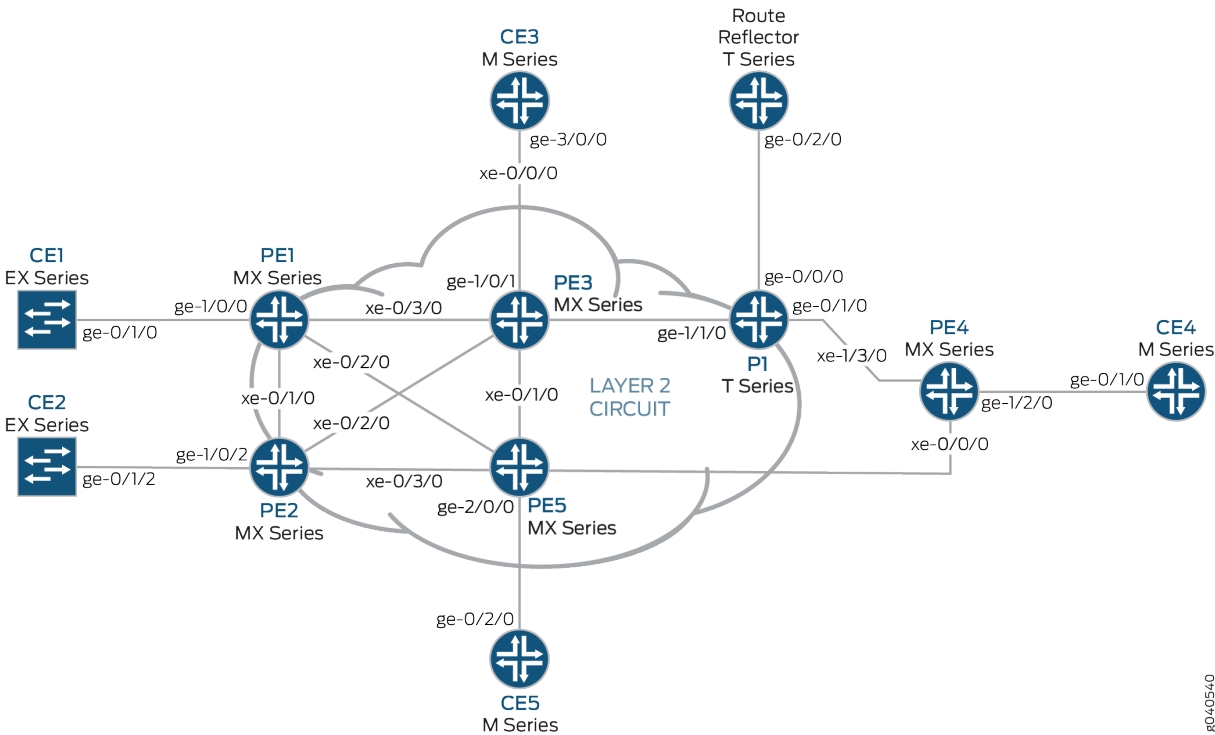 CE3
M Series
Route
Reflector
T Series
ge-3/0/0
ge-0/2/0
xe-0/0/0
CE1
EX Series
PE1
MX Series
ge-1/0/1
PE3
MX Series
ge-0/0/0
ge-1/0/0
xe-0/3/0
ge-0/1/0
ge-0/1/0
ge-1/1/0
PE4
MX Series
CE4
M Series
xe-0/2/0
xe-1/3/0
P1
T Series
ge-0/1/0
CE2
EX Series
xe-0/1/0
xe-0/1/0
LAYER 2
CIRCUIT
ge-1/2/0
xe-0/2/0
xe-0/0/0
ge-1/0/2
ge-0/1/2
xe-0/3/0
ge-2/0/0
PE2
MX Series
PE5
MX Series
ge-0/2/0
CE5
M Series
g040540